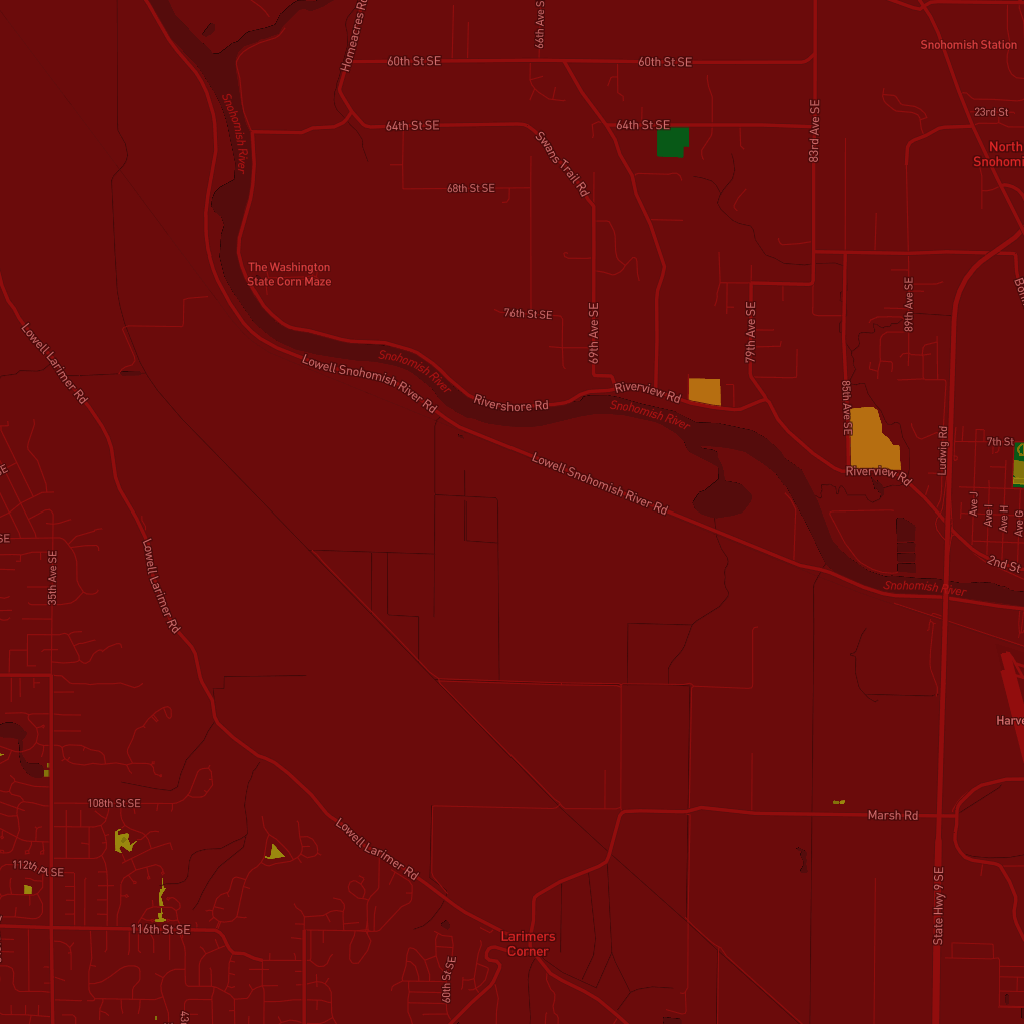 66th Ave S
Homeacres Rd
Snohomish Station
60th St SE
60th St SE
23rd St
64th St SE
64th St SE
83rd Ave SE
Snohomish River
Swans Trail Rd
North
Snohomi
68th St SE
The Washington
State Corn Maze
76th St SE
69th Ave SE
79th Ave SE
89th Ave SE
Lowell Larimer Rd
Lowell Snohomish River Rd
Snohomish River
Rivershore Rd
Riverview Rd
Snohomish River
85th Ave SE
Ludwig Rd
7th St
Riverview Rd
Lowell Snohomish River Rd
Ave J
Ave I
Ave H
Ave G
2nd St
SE
SE
35th Ave SE
Lowell Larimer Rd
Snohomish River
Harve
108th St SE
Marsh Rd
Lowell Larimer Rd
112th Pl SE
116th St SE
Larimers
Corner
60th St SE
State Hwy 9 SE